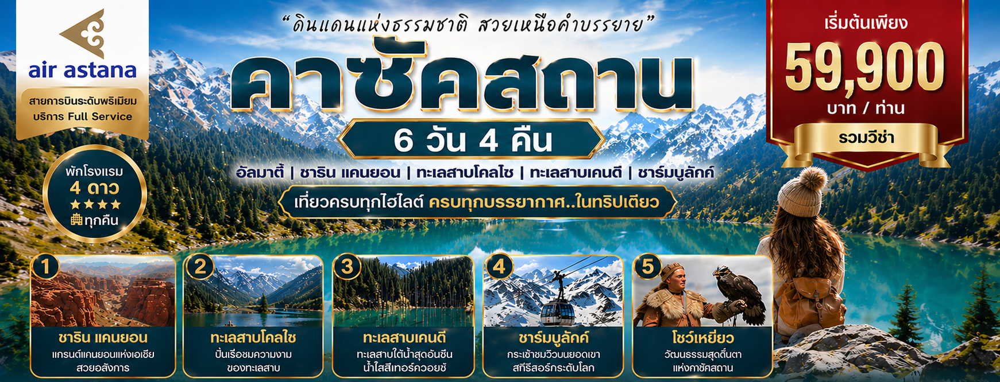 air astana
สายการบินระดับพรีเมียม
บริการ Full Service
พักโรงแรม
4 ดาว
ทุกคืน
“ดินแดนแห่งธรรมชาติ สวยเหนือคำบรรยาย”
คาซัคสถาน
6 วัน 4 คืน
อัลมาตี้ | ชาริน แคนยอน | ทะเลสาบโคลไซ | ทะเลสาบเคนดี | ชาร์มบูลักค์
เที่ยวครบทุกไฮไลต์ ครบทุกบรรยากาศ..ในทริปเดียว
เริ่มต้นเพียง
59,900
บาท / ท่าน
รวมวีซ่า
1
ชาริน แคนยอน
แกรนด์แคนยอนแห่งเอเชีย
สวยอลังการ
2
ทะเลสาบโคลไซ
ปั่นเรือชมความงาม
ของทะเลสาบ
3
ทะเลสาบเคนดี
ทะเลสาบใต้น้ำสุดอันซีน
น้ำใสสีเทอร์ควอยซ์
4
ชาร์มบูลักค์
กระเช้าชมวิวบนยอดเขา
สกีรีสอร์ทระดับโลก
5
โชว์เหยี่ยว
วัฒนธรรมสุดตื่นตา
แห่งคาซัคสถาน